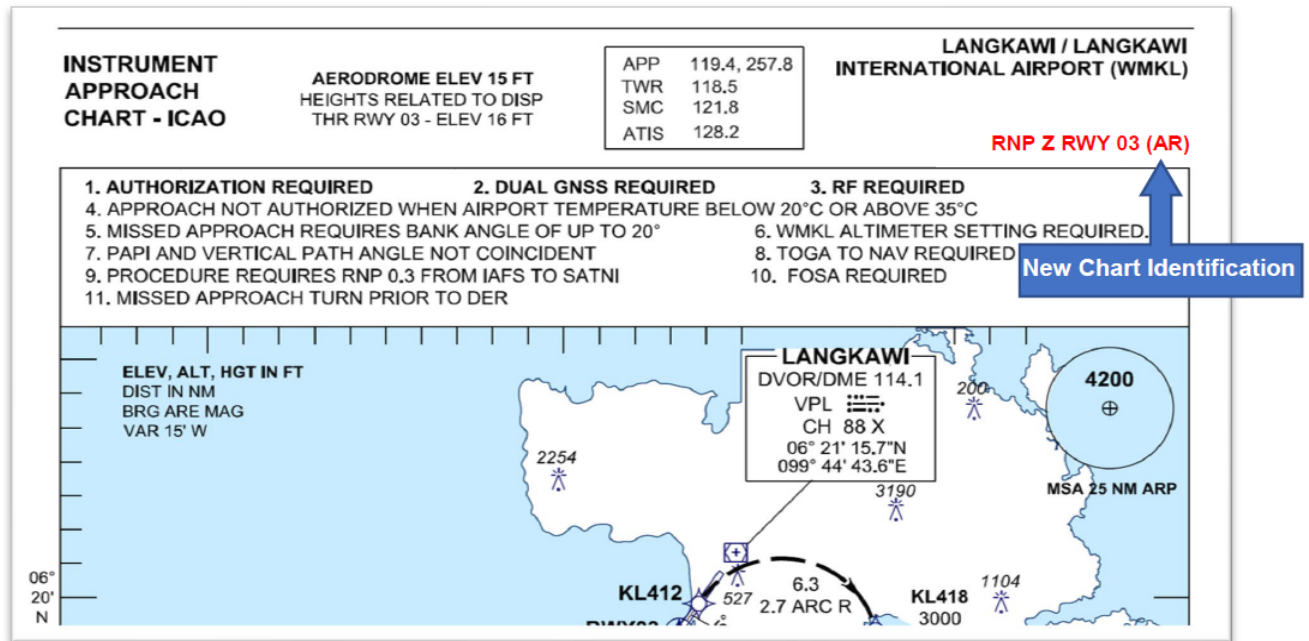 INSTRUMENT
APPROACH
CHART - ICAO
AERODROME ELEV 15 FT
HEIGHTS RELATED TO DISP
THR RWY 03 - ELEV 16 FT
APP 119.4, 257.8
TWR 118.5
SMC 121.8
ATIS 128.2
LANGKAWI / LANGKAWI
INTERNATIONAL AIRPORT (WMKL)
RNP Z RWY 03 (AR)
1. AUTHORIZATION REQUIRED 2. DUAL GNSS REQUIRED 3. RF REQUIRED
4. APPROACH NOT AUTHORIZED WHEN AIRPORT TEMPERATURE BELOW 20°C OR ABOVE 35°C
5. MISSED APPROACH REQUIRES BANK ANGLE OF UP TO 20° 6. WMKL ALTIMETER SETTING REQUIRED.
7. PAPI AND VERTICAL PATH ANGLE NOT COINCIDENT 8. TOGA TO NAV REQUIRED
9. PROCEDURE REQUIRES RNP 0.3 FROM IAFS TO SATNI 10. FOSA REQUIRED
11. MISSED APPROACH TURN PRIOR TO DER
New Chart Identification
ELEV, ALT, HGT IN FT
DIST IN NM
BRG ARE MAG
VAR 15' W
LANGKAWI
DVOR/DME 114.1
VPL
CH 88 X
06° 21' 15.7"N
099° 44' 43.6"E
200
4200
MSA 25 NM ARP
2254
3190
06°
20'
N
KL412
527
6.3
2.7 ARC R
KL418
3000
1104